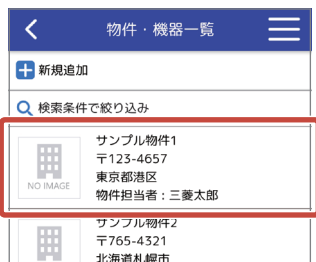 物件・機器一覧
新規追加
検索条件で絞り込み
サンプル物件1
〒123-4657
東京都港区
物件担当者：三菱太郎
NO IMAGE
サンプル物件2
〒765-4321
北海道札幌市